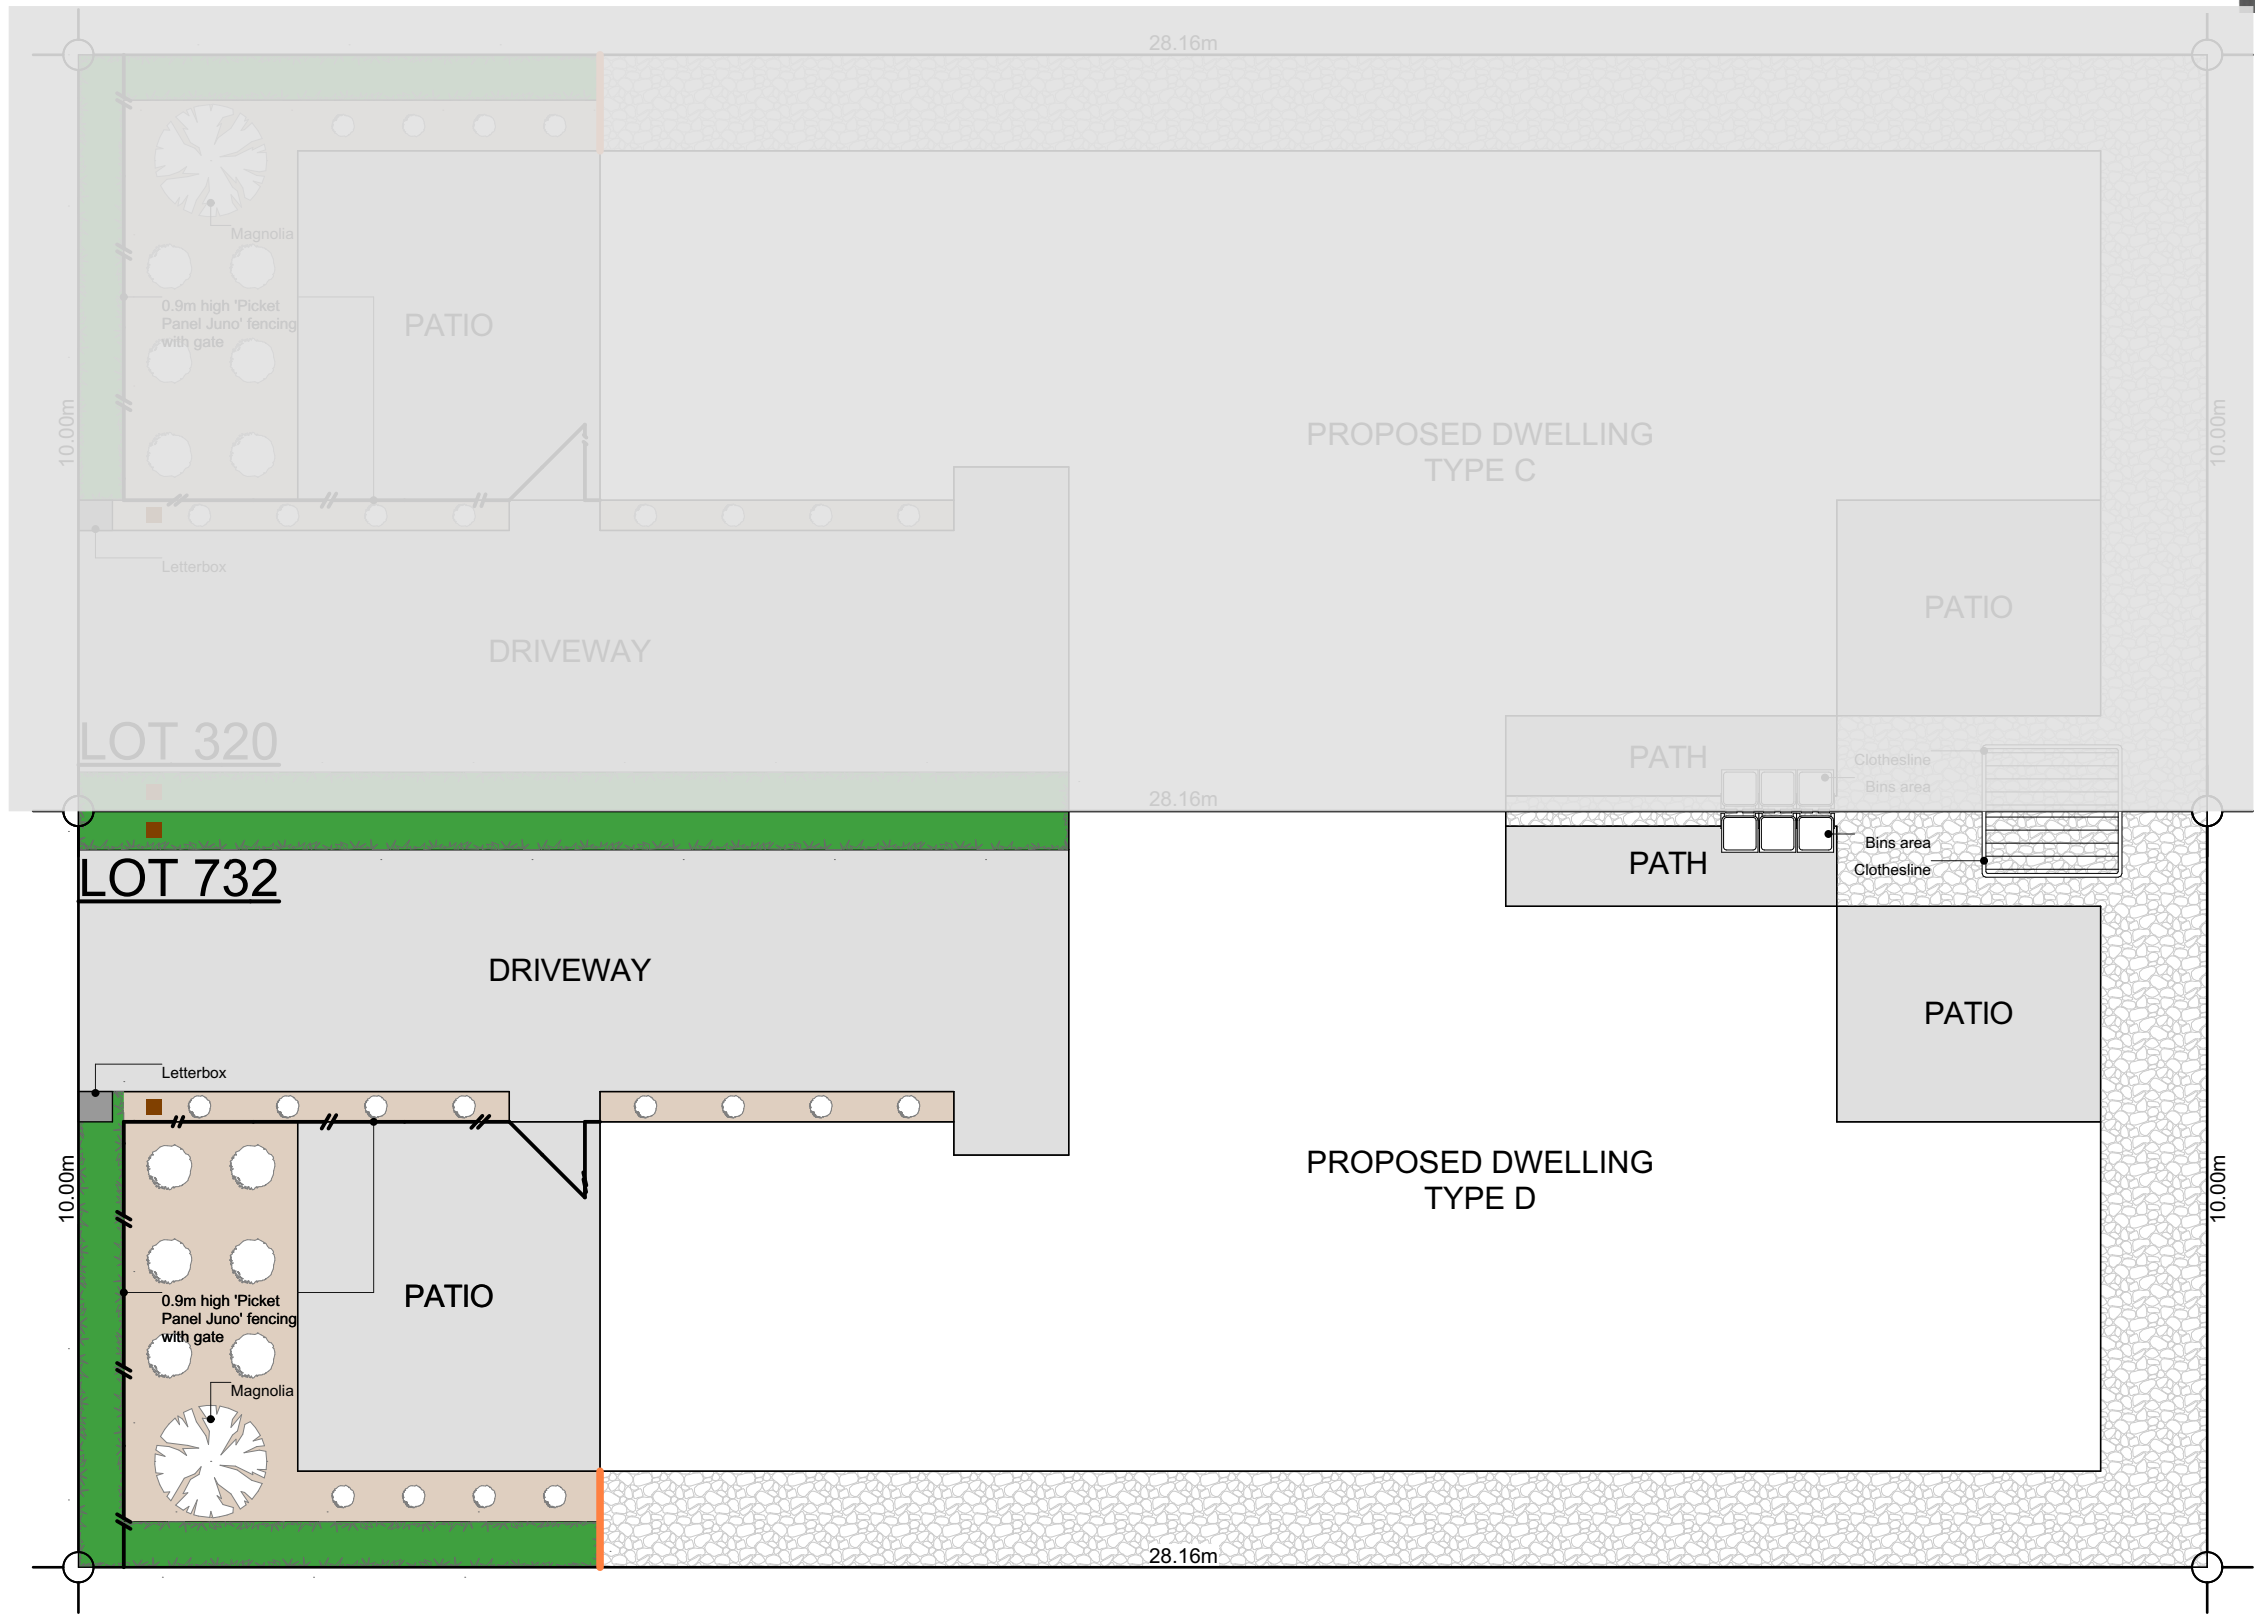 28.16m
Magnolia
0.9m high 'Picket
Panel Juno' fencing
with gate
PATIO
10.00m
PROPOSED DWELLING
TYPE C
10.00m
Letterbox
PATIO
DRIVEWAY
LOT 320
PATH
Clothesline
Bins area
28.16m
LOT 732
PATH
Bins area
Clothesline
DRIVEWAY
PATIO
Letterbox
10.00m
PROPOSED DWELLING
TYPE D
10.00m
PATIO
0.9m high 'Picket
Panel Juno' fencing
with gate
Magnolia
28.16m